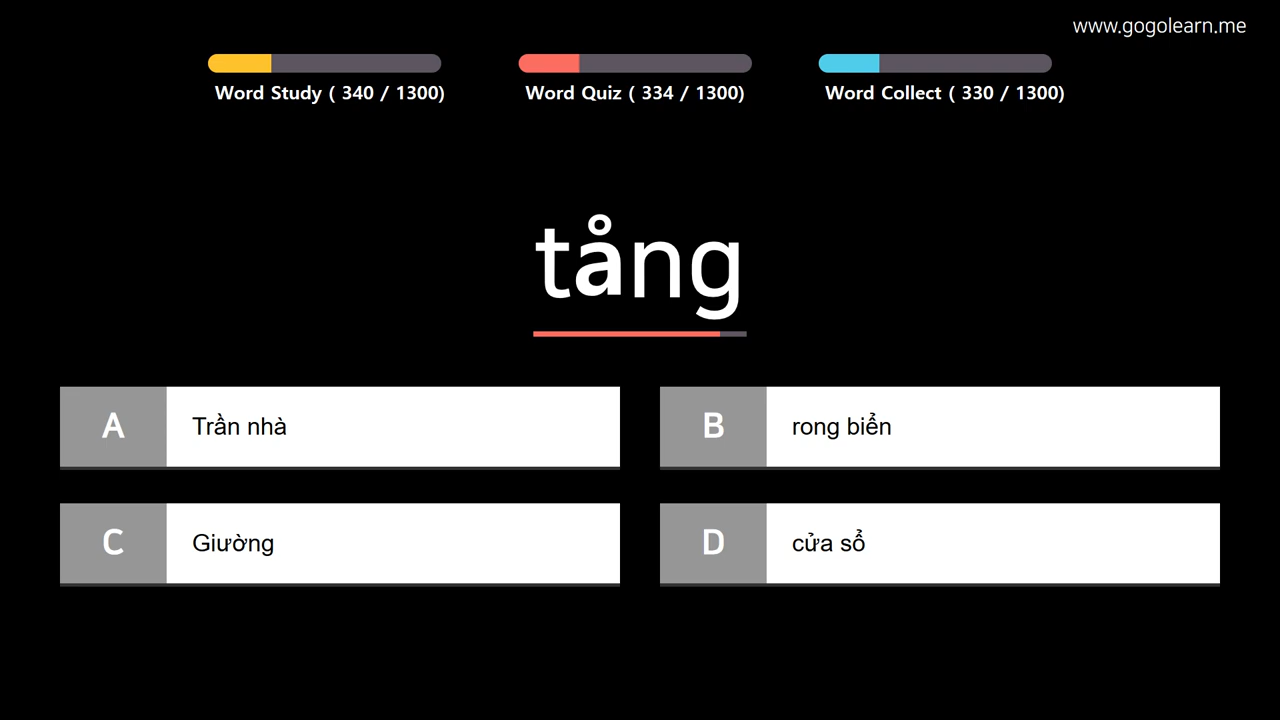 www.gogolearn.me
Word Study ( 340 / 1300)
Word Quiz ( 334 / 1300)
Word Collect ( 330 / 1300)
tång
A
Trần nhà
B
rong biển
C
Giường
D
cửa sổ